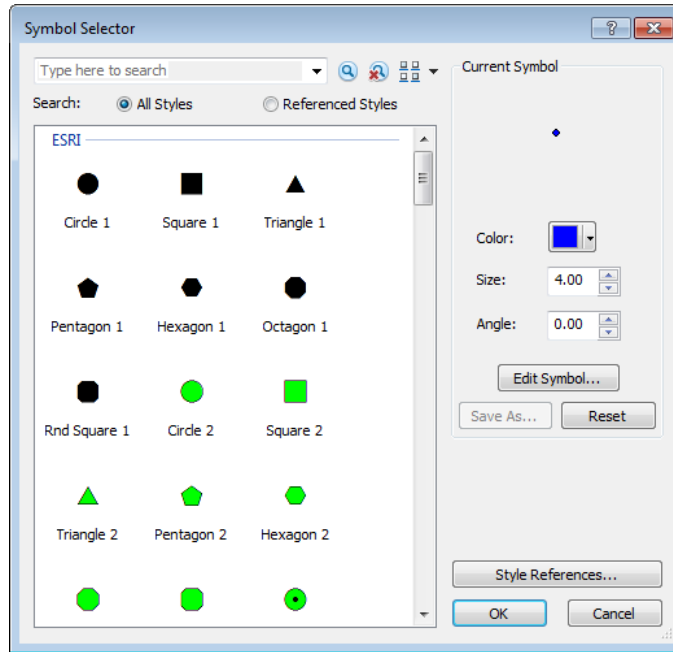 Symbol Selector
Type here to search
Search: All Styles Referenced Styles
ESRI
Circle 1 Square 1 Triangle 1
Pentagon 1 Hexagon 1 Octagon 1
Rnd Square 1 Circle 2 Square 2
Triangle 2 Pentagon 2 Hexagon 2
Current Symbol
Color:
Size: 4.00
Angle: 0.00
Edit Symbol...
Save As... Reset
Style References...
OK Cancel